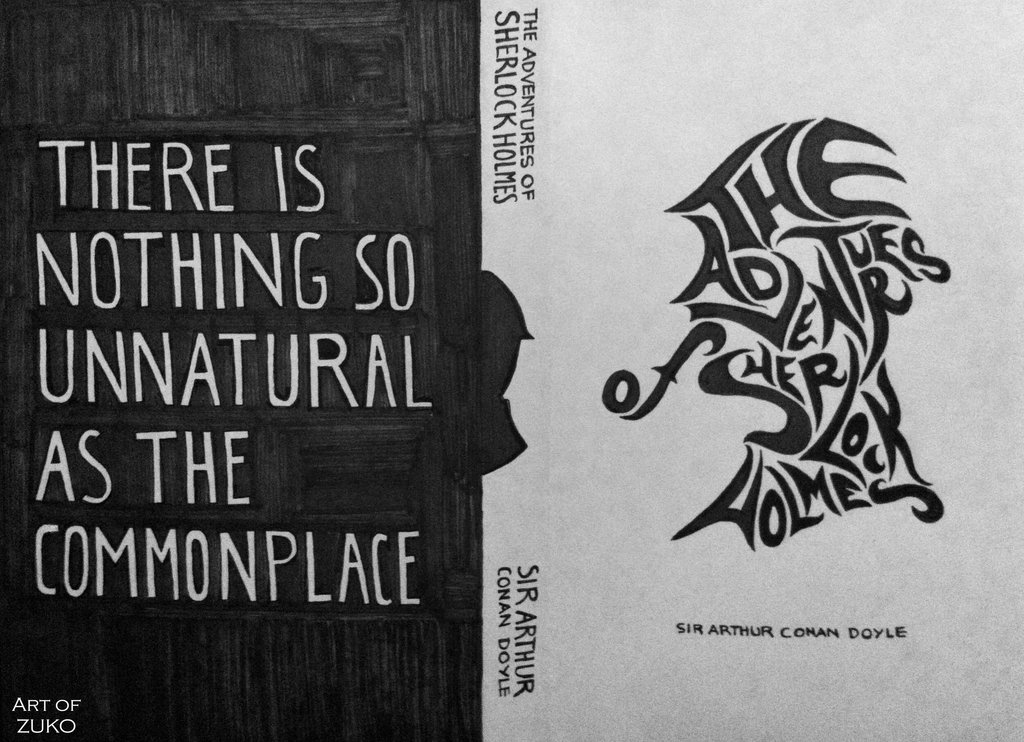 THERE IS
NOTHING SO
UNNATURAL
AS THE
COMMONPLACE
ART OF
ZUKO
THE ADVENTURES OF
SHERLOCK HOLMES
SIR ARTHUR
CONAN DOYLE
THE
ADVENTURES
OF SHERLOCK
HOLMES
SIR ARTHUR CONAN DOYLE